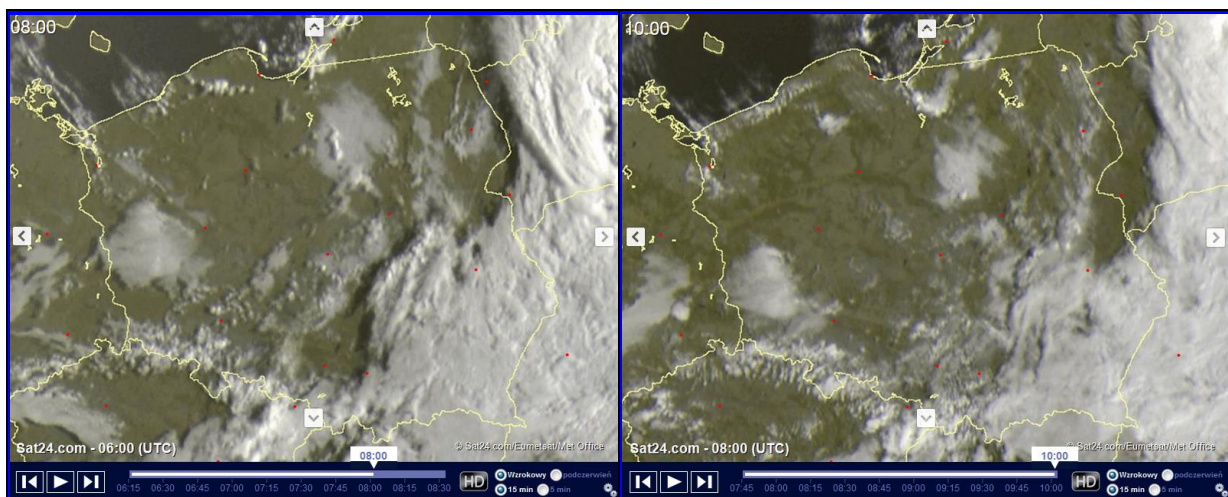 08:00
Sat24.com - 06:00 (UTC)
© Sat24.com/Eumetsat/Met Office
08:00
06:15 06:30 06:45 07:00 07:15 07:30 07:45 08:00 08:15 08:30
HD
Wzrokowy podczerwień
15 min 5 min
10:00
Sat24.com - 08:00 (UTC)
© Sat24.com/Eumetsat/Met Office
10:00
07:45 08:00 08:15 08:30 08:45 09:00 09:15 09:30 09:45 10:00
HD
Wzrokowy podczerwień
15 min 5 min